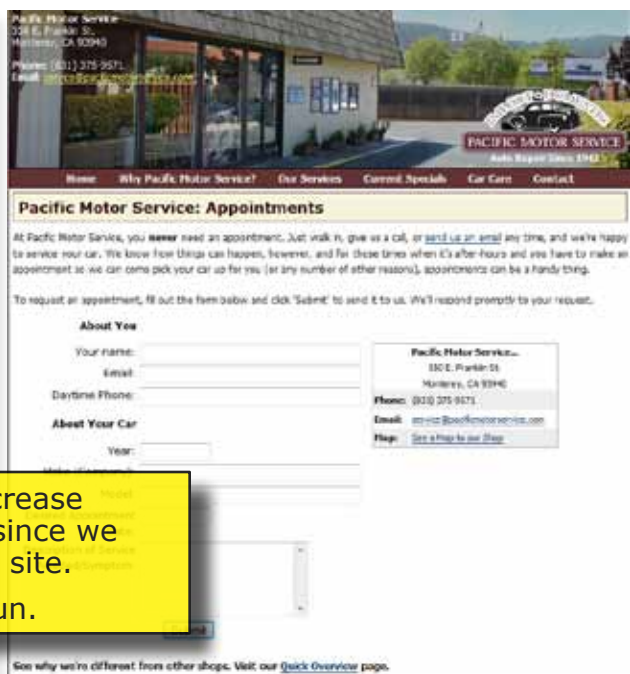 Pacific Motor Service
Monterey, CA 93940
Phone: (831) 375-9571
Email: service@pacificmotorservice.com
PACIFIC MOTOR SERVICE
Auto Repair Since
Home Why Pacific Motor Service? Our Services Current Specials Car Care Contact
Pacific Motor Service: Appointments
At Pacific Motor Service, you never need an appointment. Just walk in, give us a call, or send us an email any time, and we're happy
to service your car. We know how things can happen, however, and for those times when it's after-hours and you have to make an
appointment so we can come pick your car up for you (or any number of other reasons), appointments can be a handy thing.
To request an appointment, fill out the form below and click 'Submit' to send it to us. We'll respond promptly to your request.
About You
Your name:
Email:
Daytime Phone:
Pacific Motor Service...
Monterey, CA 93940
Phone: (831) 375-9571
Email: service@pacificmotorservice.com
Map: See a Map to our Shop
About Your Car
Year:
Model:
crease
since we
site.
un.
Submit
See why we're different from other shops. Visit our Quick Overview page.